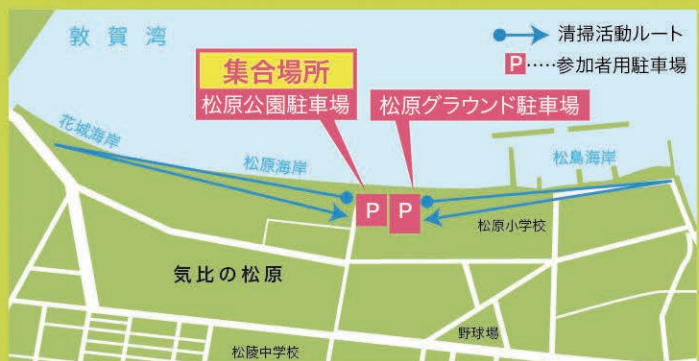 敦賀湾
清掃活動ルート
P……参加者用駐車場
集合場所
松原公園駐車場
松原グラウンド駐車場
花城海岸
松原海岸
松島海岸
P
P
松原小学校
気比の松原
野球場
松陵中学校